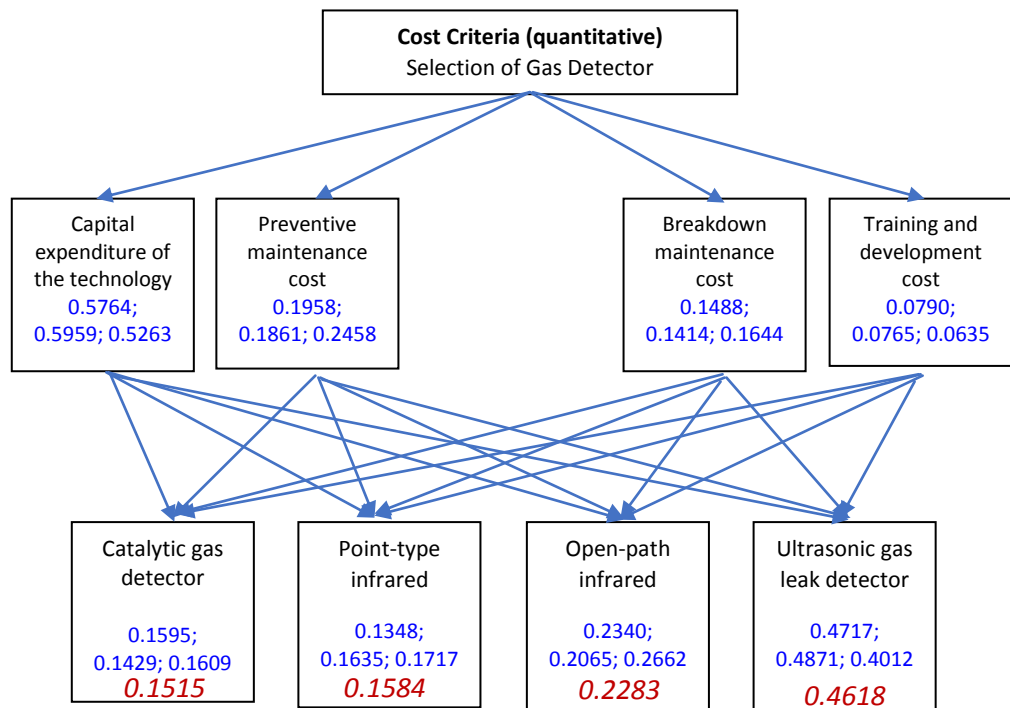 Cost Criteria (quantitative)
Selection of Gas Detector
Capital
expenditure of
the technology
0.5764;
0.5959; 0.5263
Preventive
maintenance
cost
0.1958;
0.1861; 0.2458
Breakdown
maintenance
cost
0.1488;
0.1414; 0.1644
Training and
development
cost
0.0790;
0.0765; 0.0635
Catalytic gas
detector
0.1595;
0.1429; 0.1609
0.1515
Point-type
infrared
0.1348;
0.1635; 0.1717
0.1584
Open-path
infrared
0.2340;
0.2065; 0.2662
0.2283
Ultrasonic gas
leak detector
0.4717;
0.4871; 0.4012
0.4618